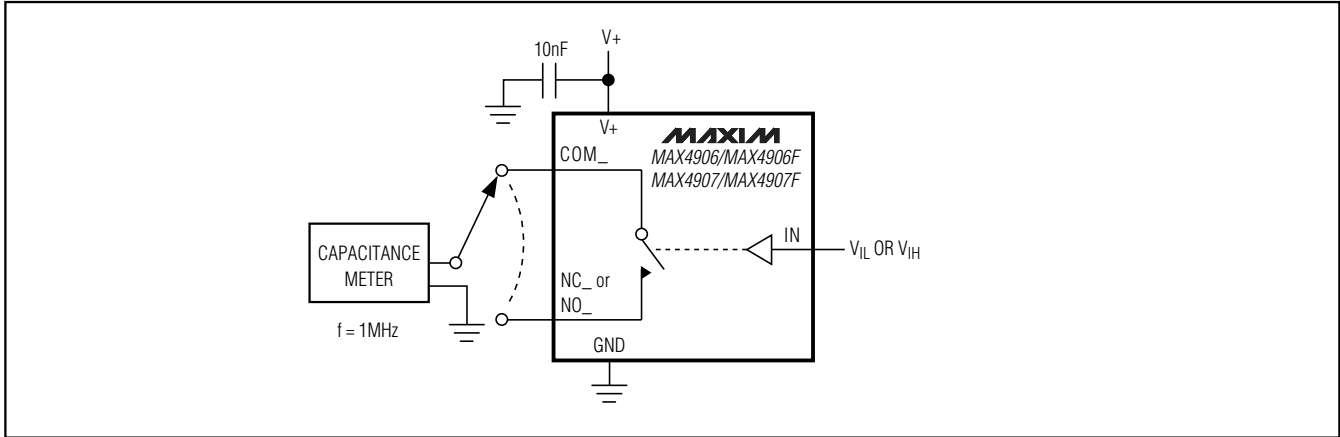 10nF
V+
V+
MAXIM
MAX4906/MAX4906F
MAX4907/MAX4907F
COM_
IN
VIL OR VIH
CAPACITANCE
METER
NC_ or
NO_
f = 1MHz
GND